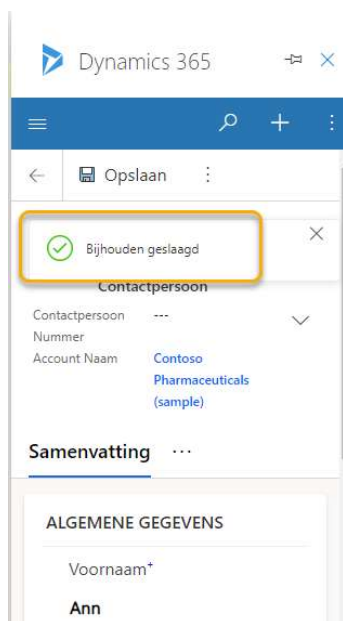 Dynamics 365
Opslaan
Bijhouden geslaagd
Contactpersoon
Contactpersoon Nummer
---
Account Naam
Contoso
Pharmaceuticals
(sample)
Samenvatting ...
ALGEMENE GEGEVENS
Voornaam+
Ann